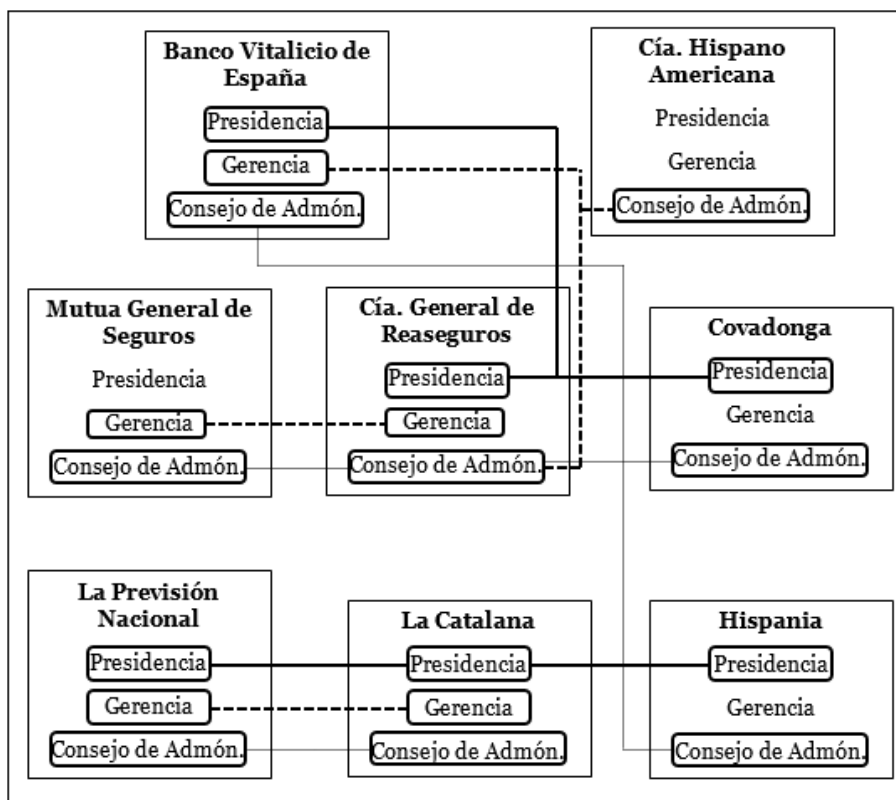 Banco Vitalicio de
España
Presidencia
Gerencia
Consejo de Admón.
Cía. Hispano
Americana
Presidencia
Gerencia
Consejo de Admón.
Mutua General de
Seguros
Presidencia
Gerencia
Consejo de Admón.
Cía. General de
Reaseguros
Presidencia
Gerencia
Consejo de Admón.
Covadonga
Presidencia
Gerencia
Consejo de Admón.
La Previsión
Nacional
Presidencia
Gerencia
Consejo de Admón.
La Catalana
Presidencia
Gerencia
Consejo de Admón.
Hispania
Presidencia
Gerencia
Consejo de Admón.